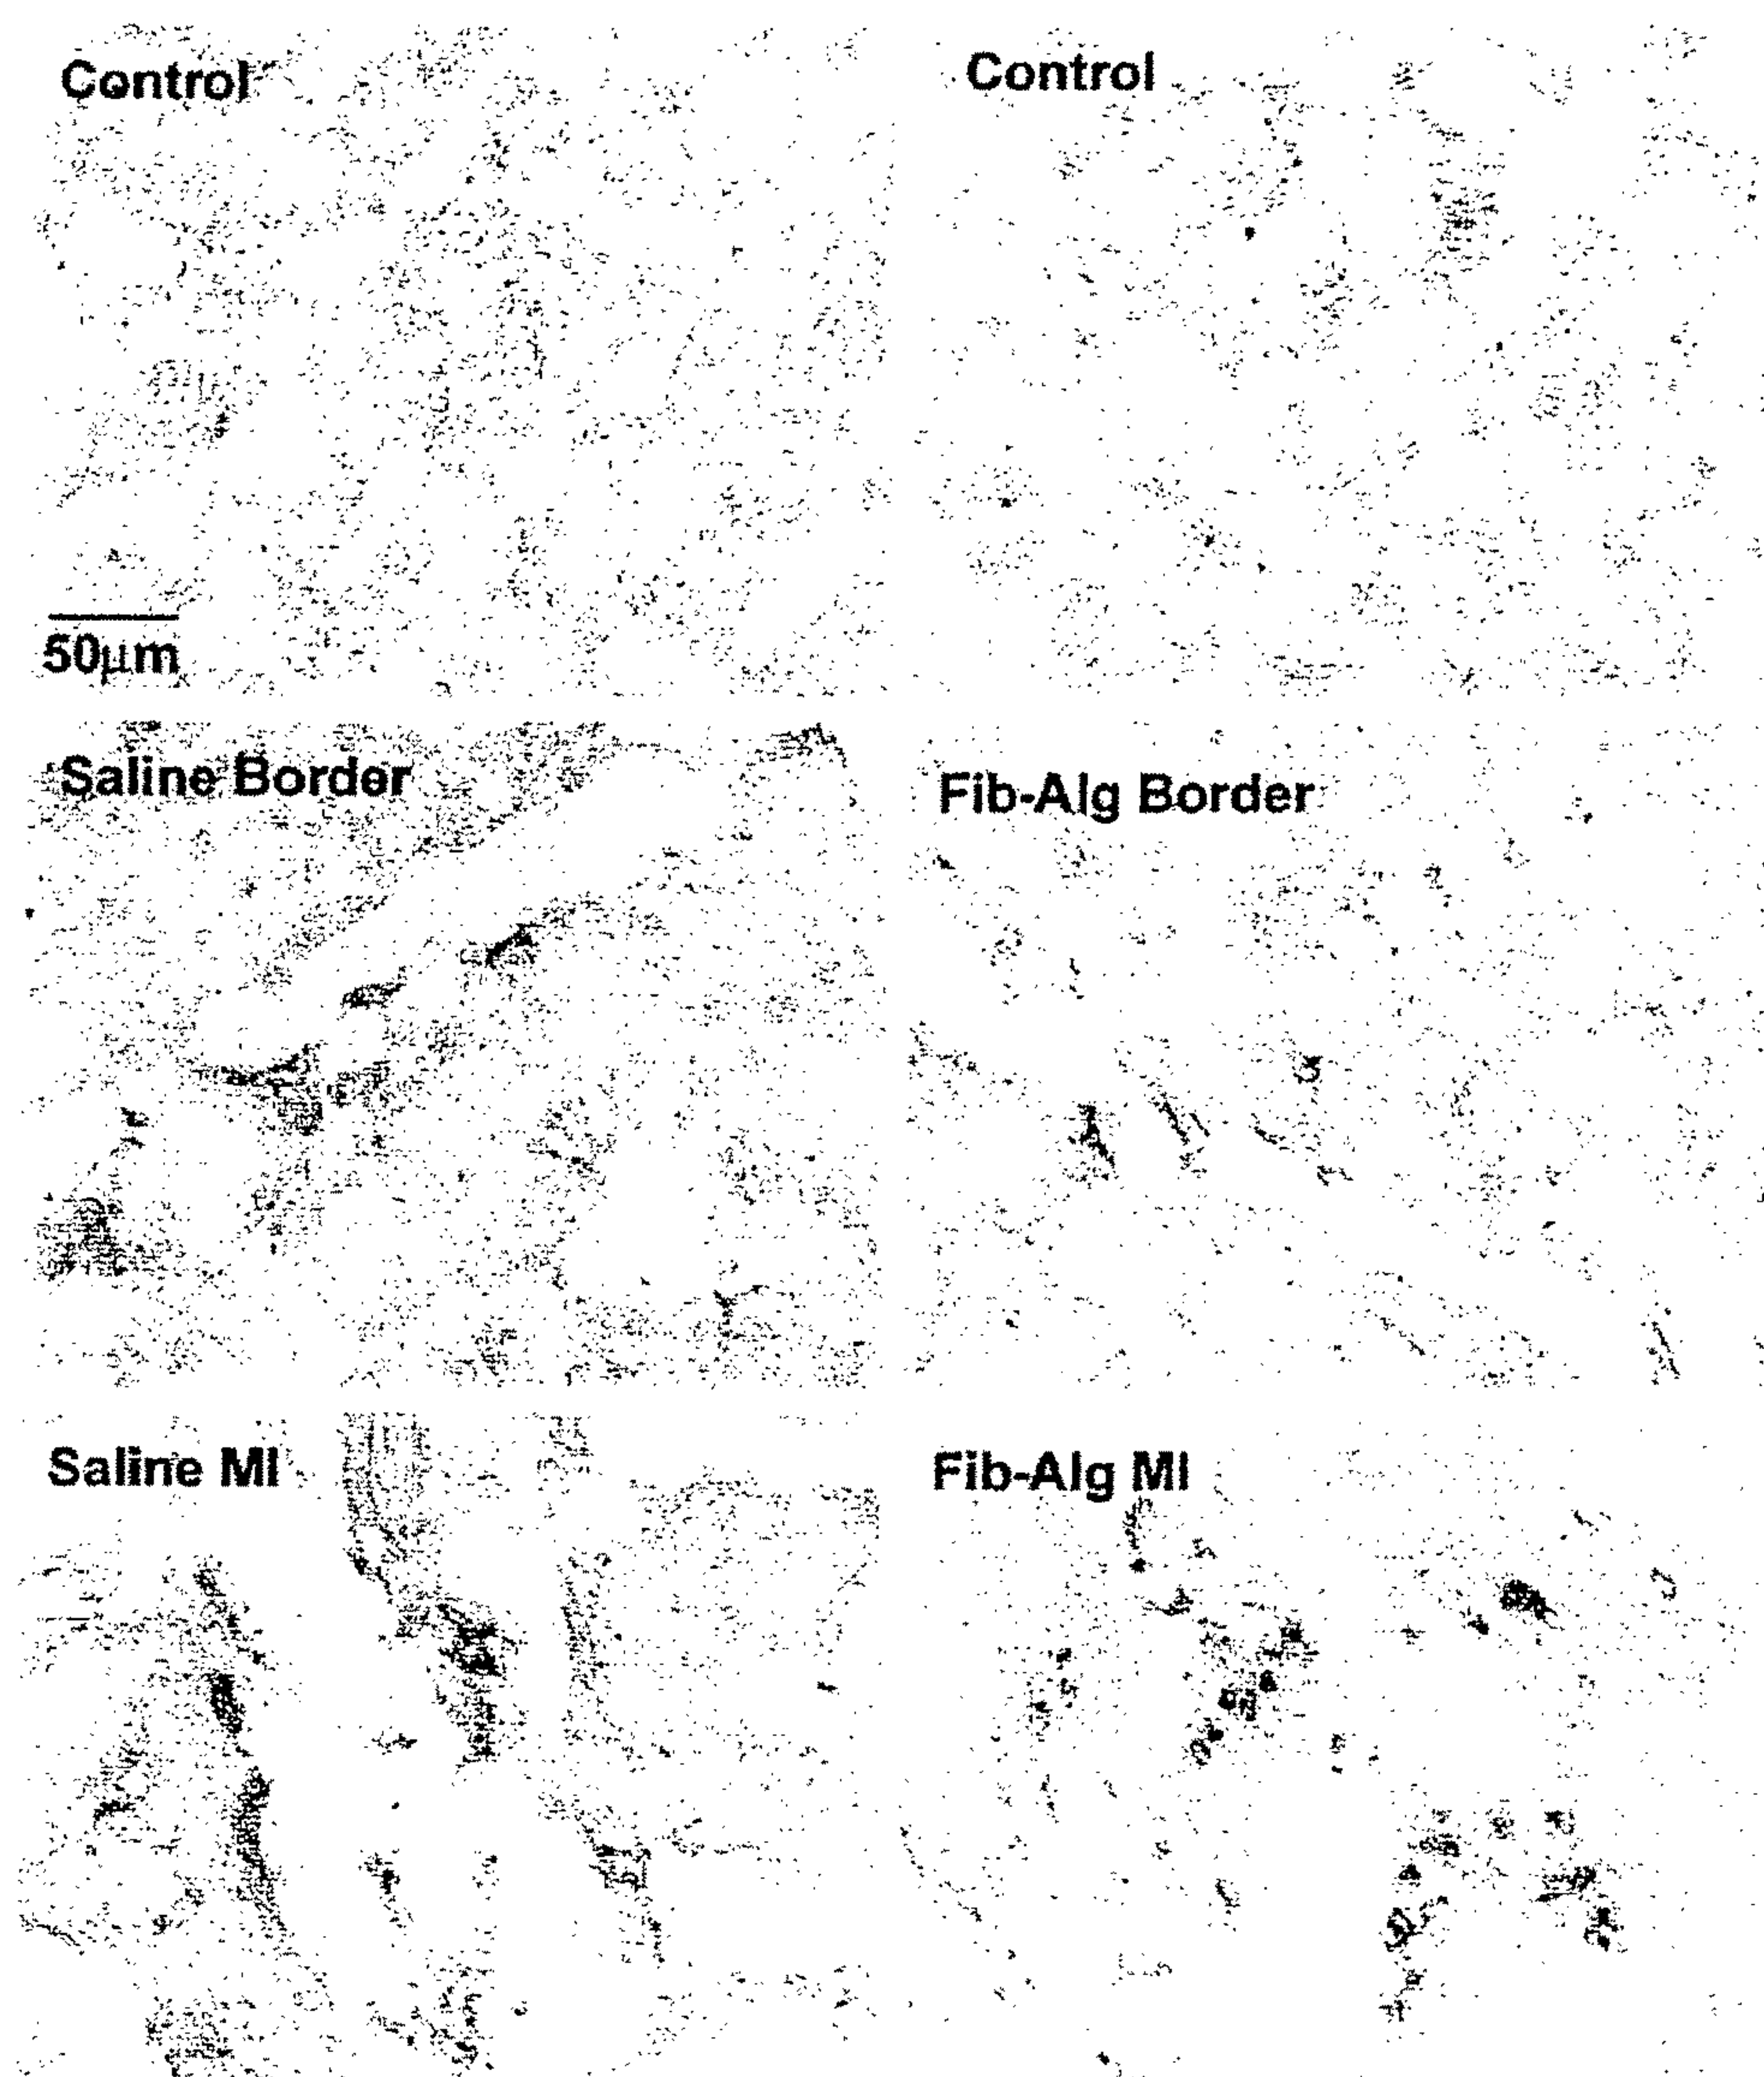 Control
Control
50μm
Saline Border
Fib-Alg Border
Saline MI
Fib-Alg MI